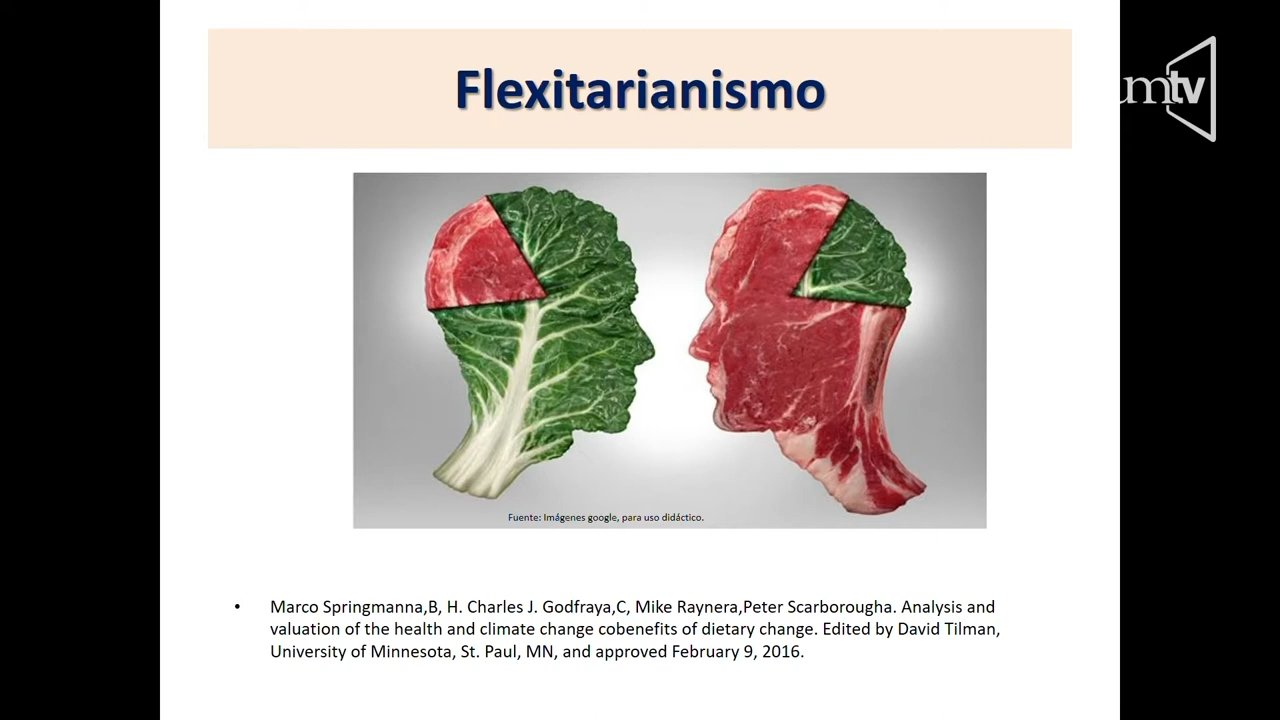 Flexitarianismo
umtv
Fuente: Imágenes google, para uso didáctico.
• Marco Springmanna,B, H. Charles J. Godfraya,C, Mike Raynera,Peter Scarborougha. Analysis and
valuation of the health and climate change cobenefits of dietary change. Edited by David Tilman,
University of Minnesota, St. Paul, MN, and approved February 9, 2016.